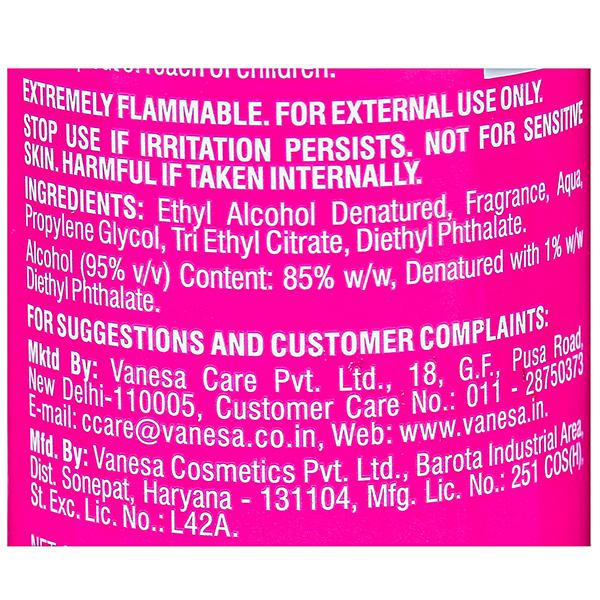 out of reach of children.
EXTREMELY FLAMMABLE. FOR EXTERNAL USE ONLY.
STOP USE IF IRRITATION PERSISTS. NOT FOR SENSITIVE
SKIN. HARMFUL IF TAKEN INTERNALLY.
INGREDIENTS: Ethyl Alcohol Denatured, Fragrance, Aqua,
Propylene Glycol, Tri Ethyl Citrate, Diethyl Phthalate.
Alcohol (95% v/v) Content: 85% w/w, Denatured with 1% w/w
Diethyl Phthalate.
FOR SUGGESTIONS AND CUSTOMER COMPLAINTS:
Mktd By: Vanesa Care Pvt. Ltd., 18, G.F., Pusa Road,
New Delhi-110005, Customer Care No.: 011 - 28750373
E-mail: ccare@vanesa.co.in, Web: www.vanesa.in.
Mfd. By: Vanesa Cosmetics Pvt. Ltd., Barota Industrial Area,
Dist. Sonepat, Haryana - 131104, Mfg. Lic. No.: 251 COS(H),
St. Exc. Lic. No.: L42A.